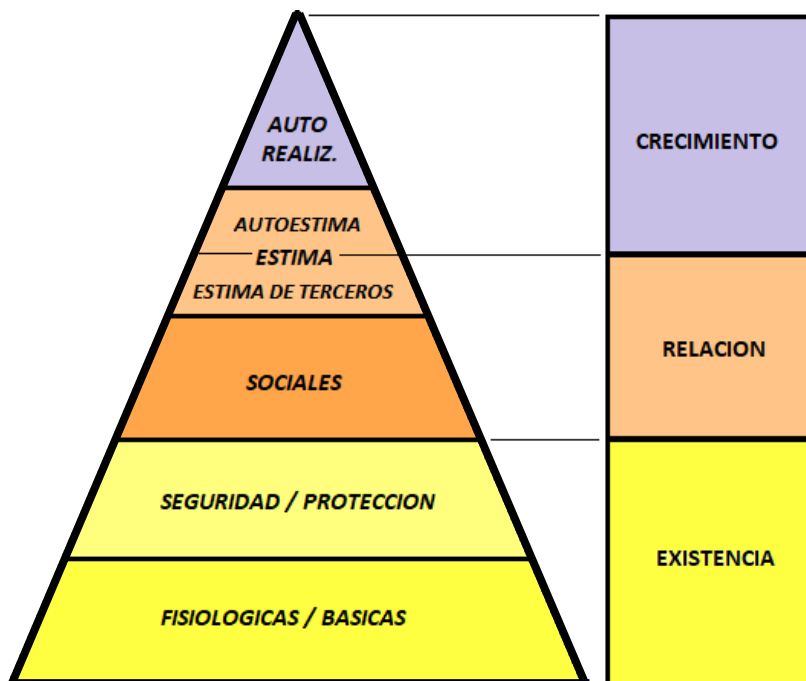 AUTO
REALIZ.
AUTOESTIMA
ESTIMA
ESTIMA DE TERCEROS
SOCIALES
SEGURIDAD / PROTECCION
FISIOLOGICAS / BASICAS
CRECIMIENTO
RELACION
EXISTENCIA